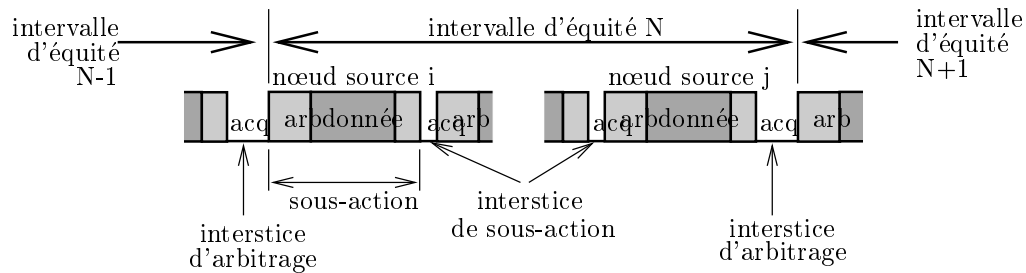 intervalle
d'équité
N-1
intervalle d'équité N
intervalle
d'équité
N+1
nœud source i
nœud source j
acq arb donnée acq arb
acq arb donnée acq arb
sous-action
interstice
d'arbitrage
interstice
de sous-action
interstice
d'arbitrage